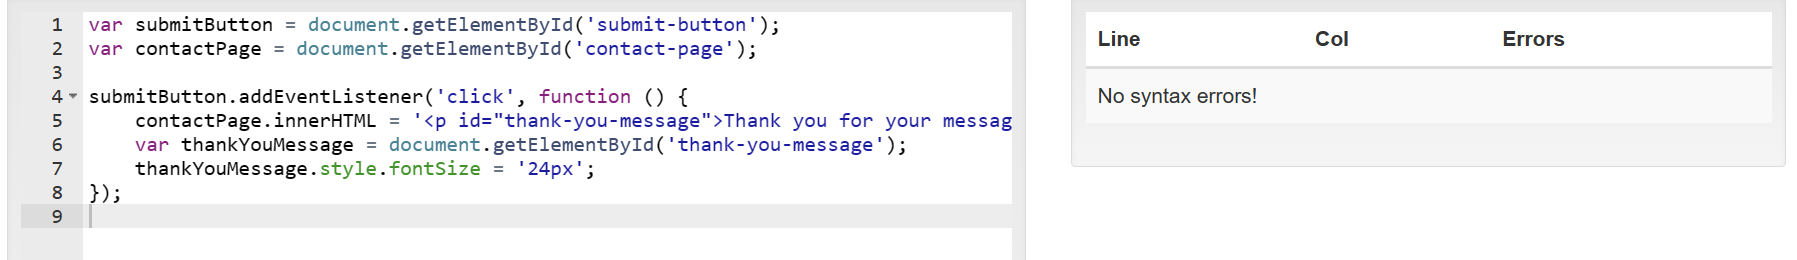 1 var submitButton = document.getElementById('submit-button');
2 var contactPage = document.getElementById('contact-page');
3
4 submitButton.addEventListener('click', function () {
5     contactPage.innerHTML = '<p id="thank-you-message">Thank you for your messag
6     var thankYouMessage = document.getElementById('thank-you-message');
7     thankYouMessage.style.fontSize = '24px';
8 });
9
Line Col Errors
No syntax errors!